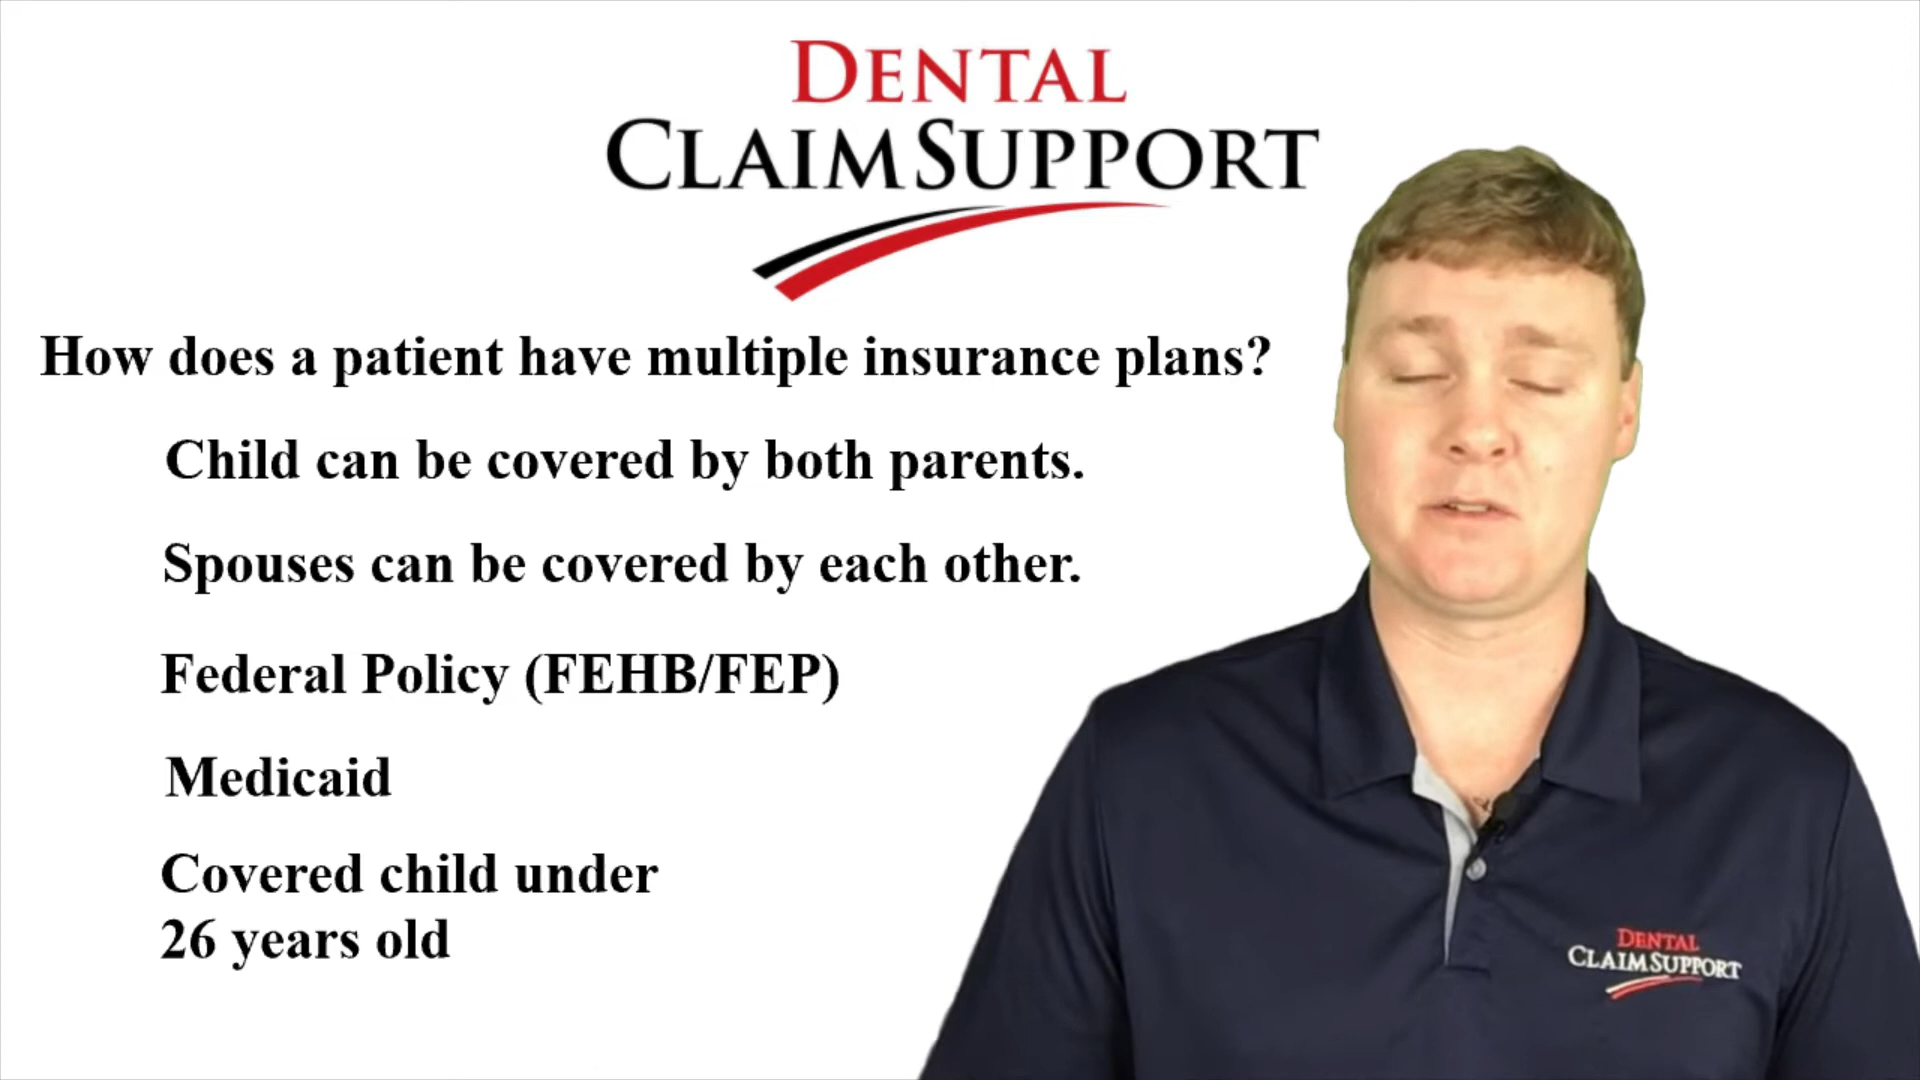 DENTAL
CLAIMSUPPORT
How does a patient have multiple insurance plans?
Child can be covered by both parents.
Spouses can be covered by each other.
Federal Policy (FEHB/FEP)
Medicaid
Covered child under
26 years old
DENTAL
CLAIMSUPPORT